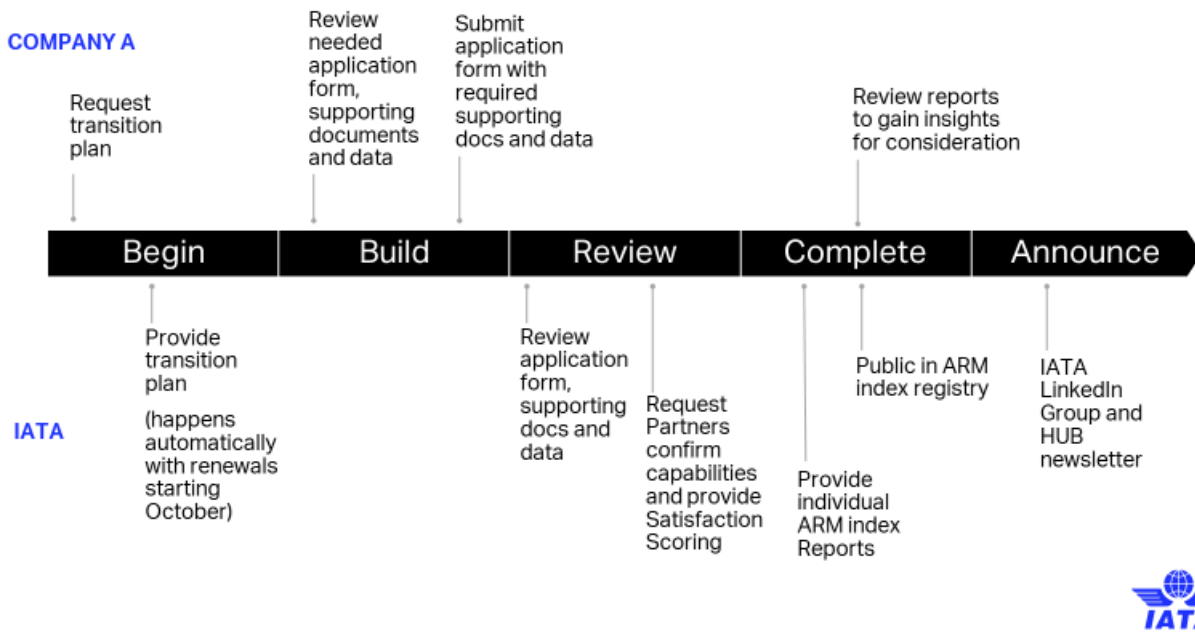 COMPANY A
Request
transition
plan
Review
needed
application
form,
supporting
documents
and data
Submit
application
form with
required
supporting
docs and data
Review reports
to gain insights
for consideration
Begin
Build
Review
Complete
Announce
IATA
Provide
transition
plan
(happens
automatically
with renewals
starting
October)
Review
application
form,
supporting
docs and
data
Request
Partners
confirm
capabilities
and provide
Satisfaction
Scoring
Provide
individual
ARM index
Reports
Public in ARM
index registry
IATA
LinkedIn
Group and
HUB
newsletter
IATA